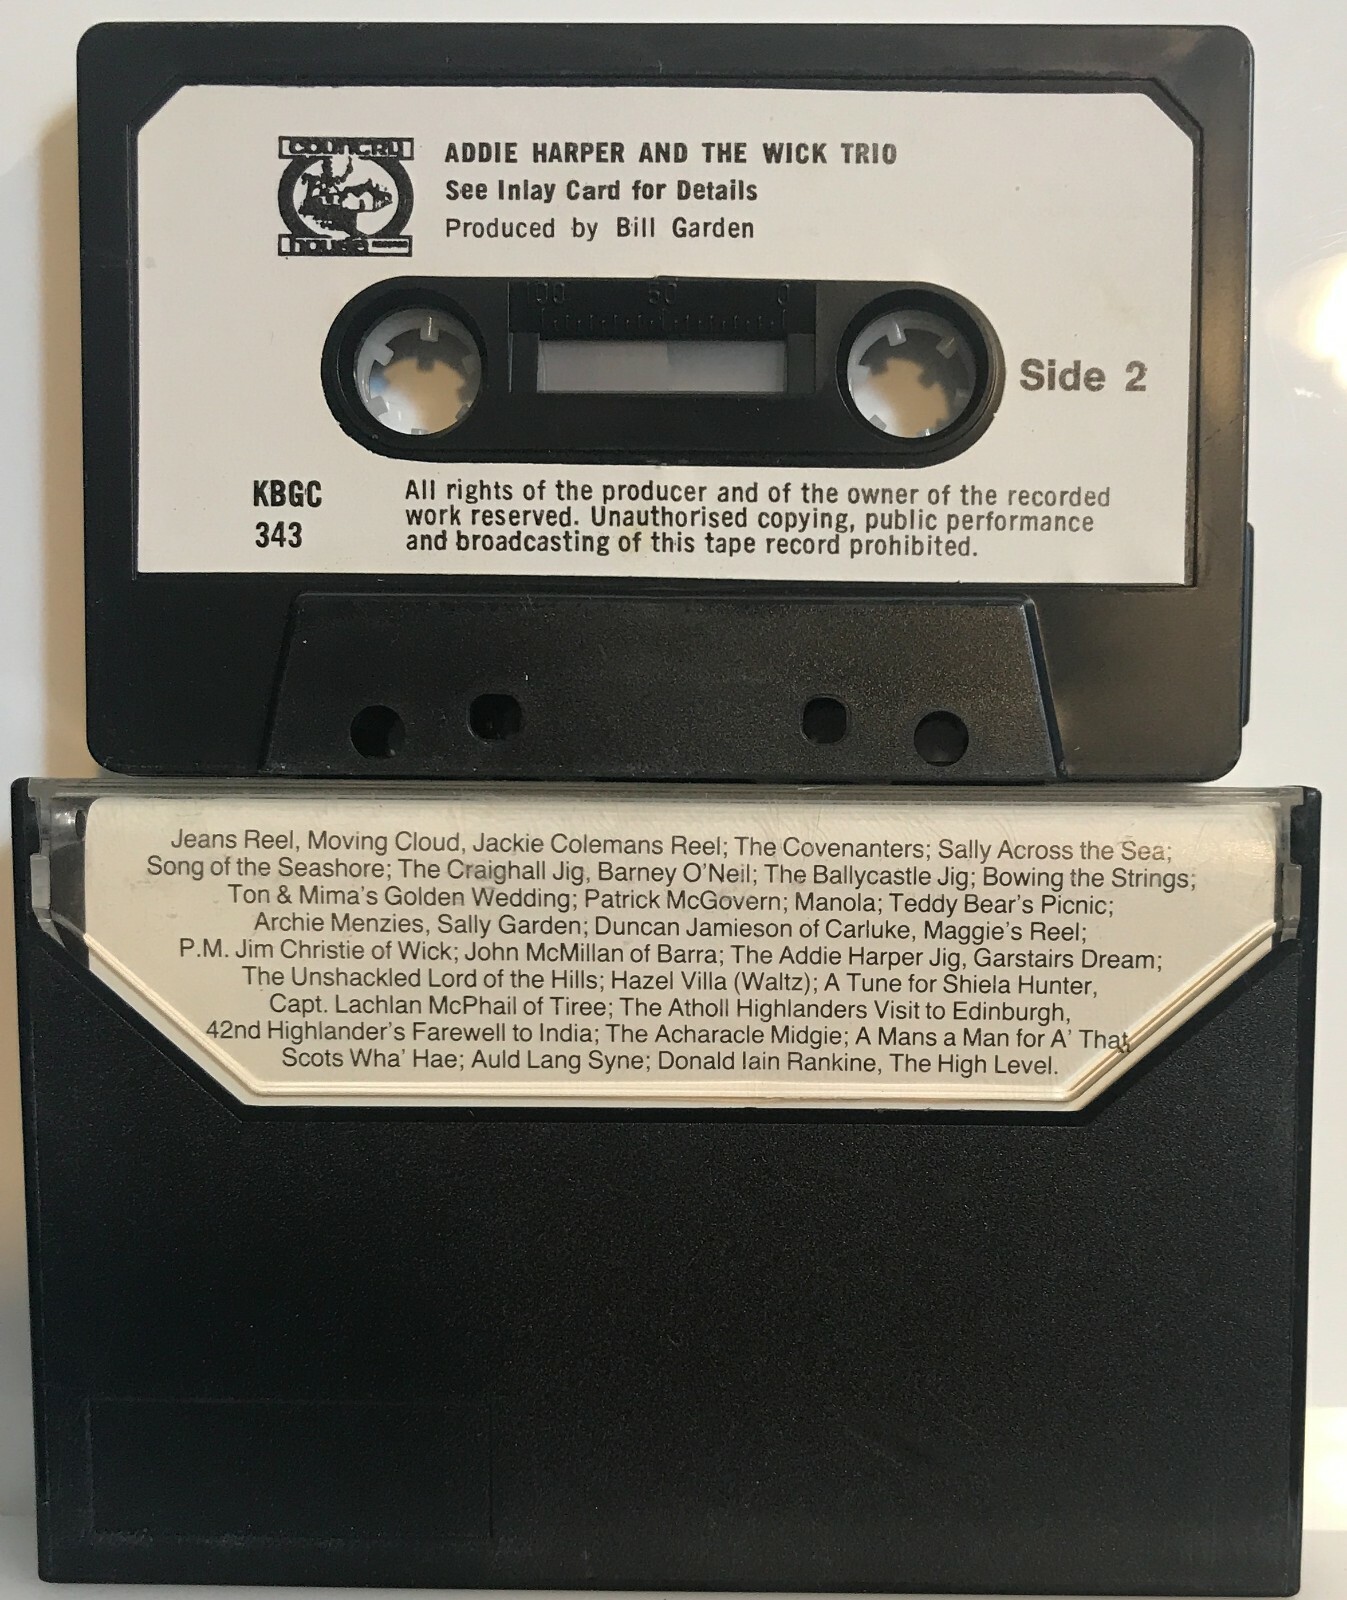 country
house RECORDS
ADDIE HARPER AND THE WICK TRIO
See Inlay Card for Details
Produced by Bill Garden
100 50 0
Side 2
KBGC
343
All rights of the producer and of the owner of the recorded
work reserved. Unauthorised copying, public performance
and broadcasting of this tape record prohibited.
Jeans Reel, Moving Cloud, Jackie Colemans Reel; The Covenanters; Sally Across the Sea;
Song of the Seashore; The Craighall Jig, Barney O'Neil; The Ballycastle Jig; Bowing the Strings;
Ton & Mima's Golden Wedding; Patrick McGovern; Manola; Teddy Bear's Picnic;
Archie Menzies, Sally Garden; Duncan Jamieson of Carluke, Maggie's Reel;
P.M. Jim Christie of Wick; John McMillan of Barra; The Addie Harper Jig, Garstairs Dream;
The Unshackled Lord of the Hills; Hazel Villa (Waltz); A Tune for Shiela Hunter,
Capt. Lachlan McPhail of Tiree; The Atholl Highlanders Visit to Edinburgh,
42nd Highlander's Farewell to India; The Acharacle Midgie; A Mans a Man for A' That,
Scots Wha' Hae; Auld Lang Syne; Donald Iain Rankine, The High Level.